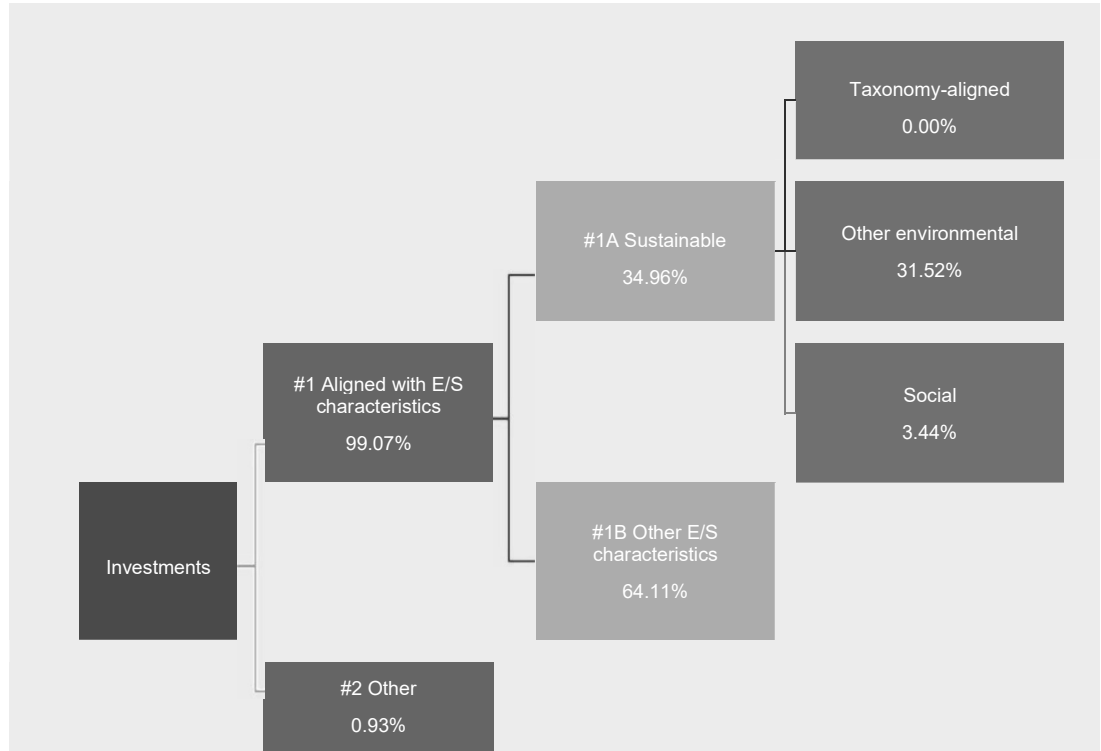 Taxonomy-aligned
0.00%
#1A Sustainable
34.96%
Other environmental
31.52%
#1 Aligned with E/S
characteristics
99.07%
Social
3.44%
Investments
#1B Other E/S
characteristics
64.11%
#2 Other
0.93%